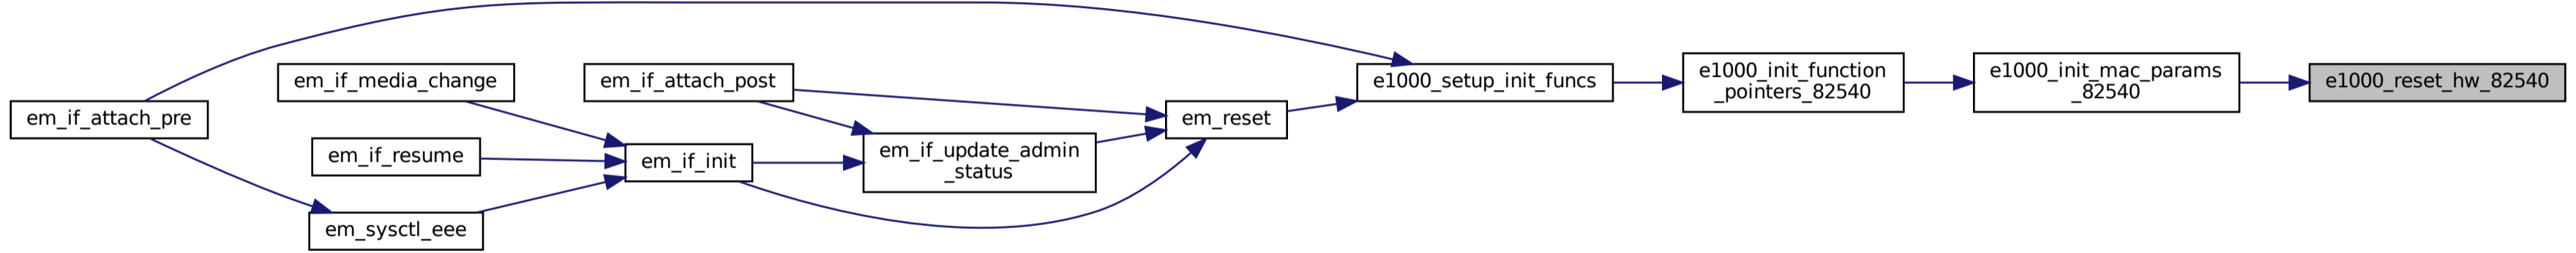 em_if_attach_pre
em_if_media_change
em_if_resume
em_sysctl_eee
em_if_attach_post
em_if_init
em_if_update_admin
_status
em_reset
e1000_setup_init_funcs
e1000_init_function
_pointers_82540
e1000_init_mac_params
_82540
e1000_reset_hw_82540